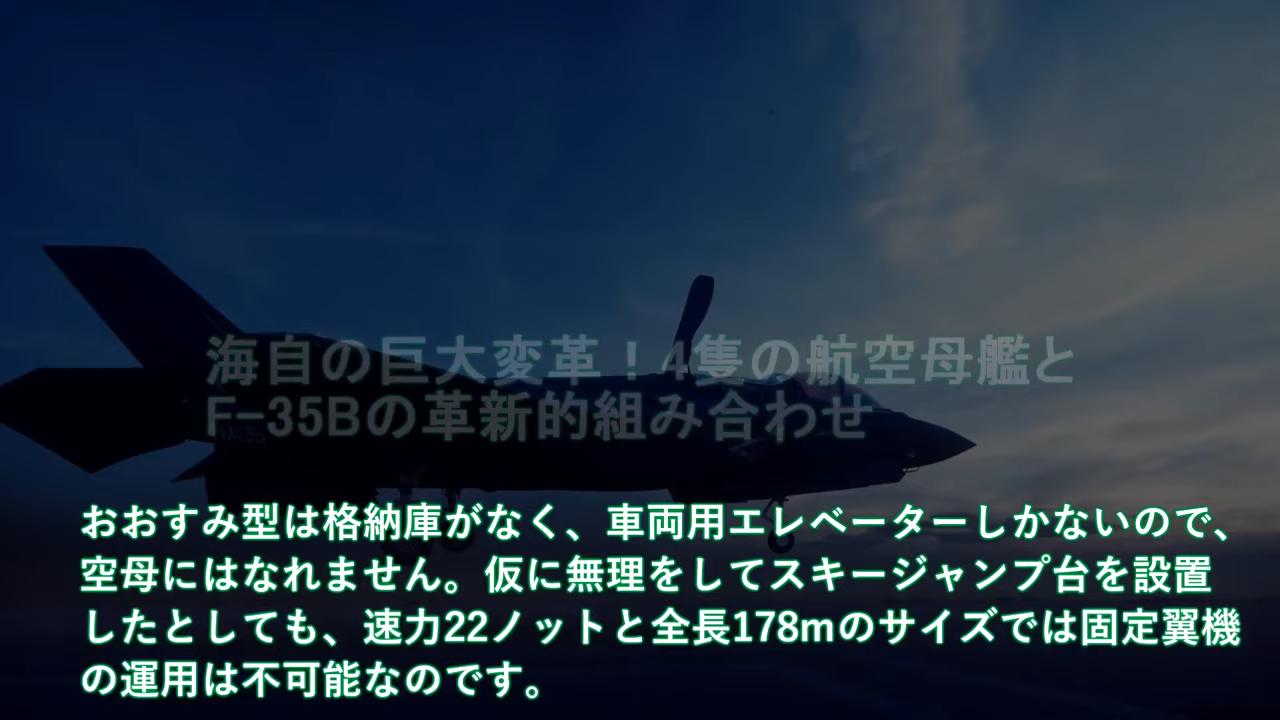 海自の巨大変革！4隻の航空母艦と
F-35Bの革新的組み合わせ
おおすみ型は格納庫がなく、車両用エレベーターしかないので、
空母にはなれません。仮に無理をしてスキージャンプ台を設置
したとしても、速力22ノットと全長178mのサイズでは固定翼機
の運用は不可能なのです。